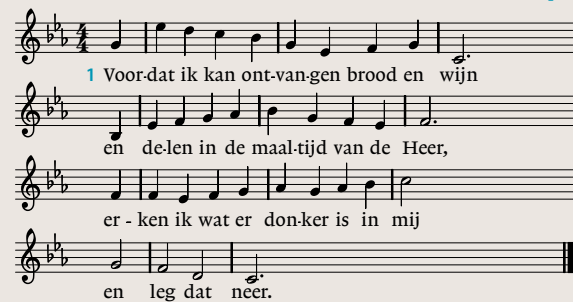 1 Voor-dat ik kan ont-van-gen brood en wijn
en de-len in de maal-tijd van de Heer,
er - ken ik wat er don-ker is in mij
en leg dat neer.